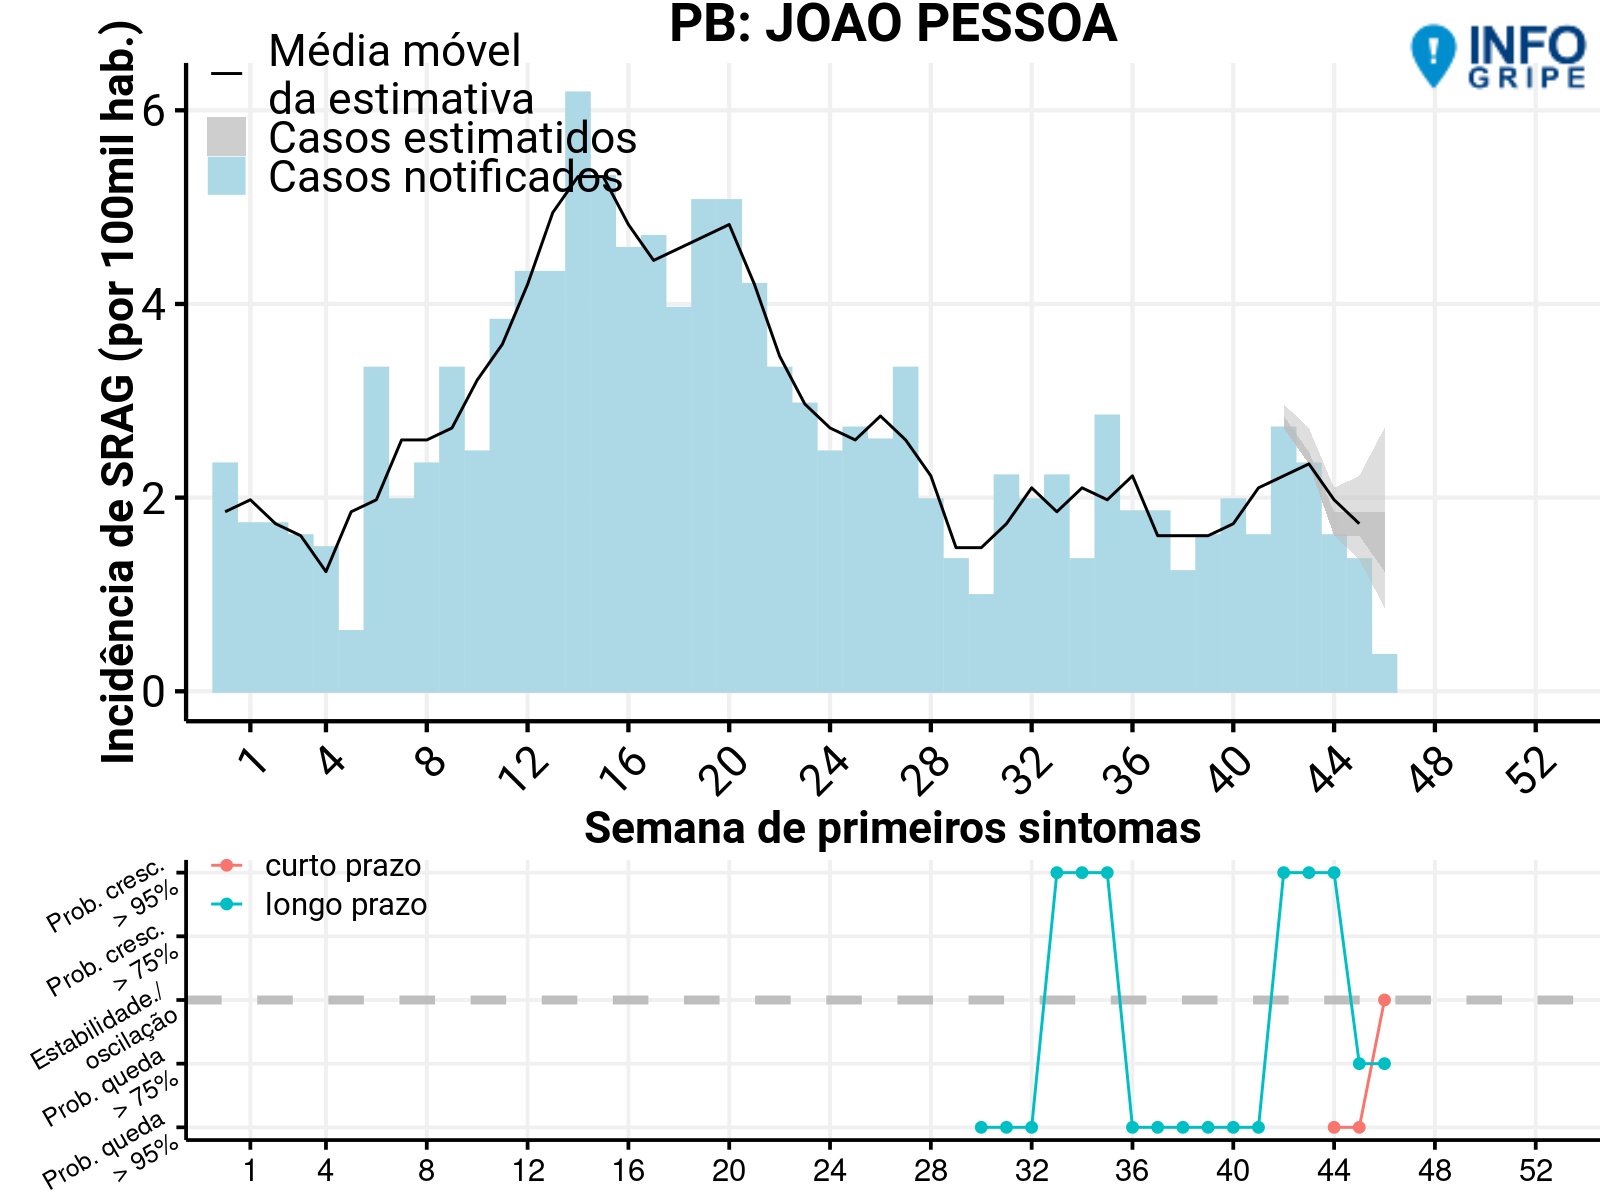 PB: JOAO PESSOA
INFO
GRIPE
Média móvel
da estimativa
Casos estimatidos
Casos notificados
Incidência de SRAG (por 100mil hab.)
6
4
2
0
1 4 8 12 16 20 24 28 32 36 40 44 48 52
Semana de primeiros sintomas
curto prazo
longo prazo
Prob. cresc.
> 95%
Prob. cresc.
> 75%
Estabilidade./
oscilação
Prob. queda
> 75%
Prob. queda
> 95%
1 4 8 12 16 20 24 28 32 36 40 44 48 52